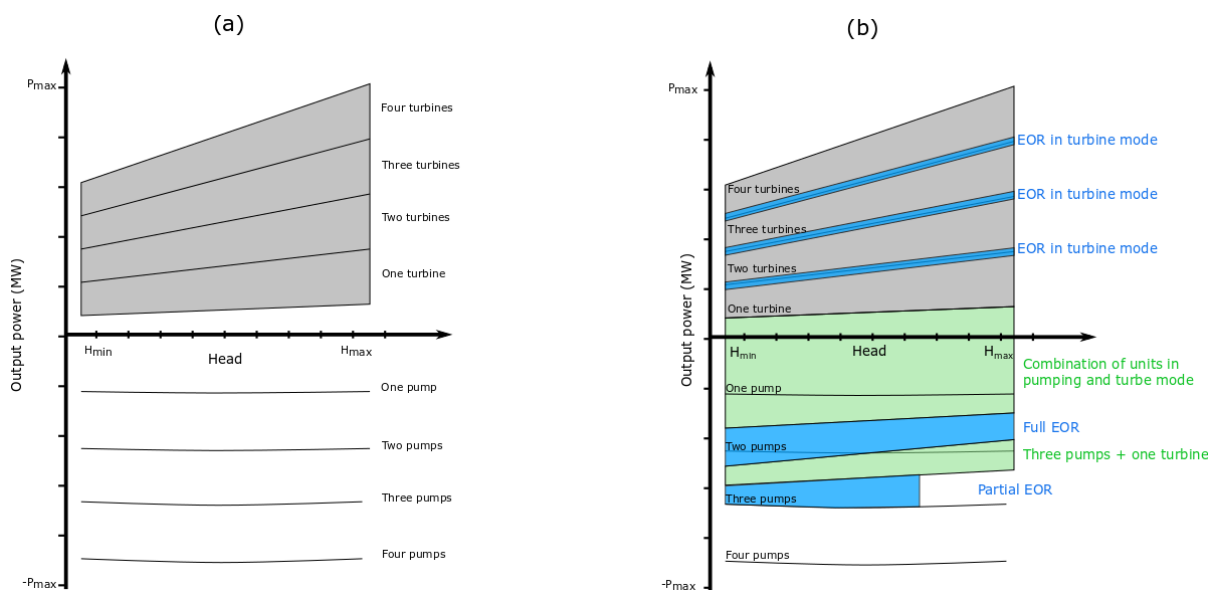 (a)
Pmax
Four turbines
Three turbines
Two turbines
One turbine
Output power (MW)
Hmin
Head
Hmax
One pump
Two pumps
Three pumps
Four pumps
-Pmax
(b)
Pmax
EOR in turbine mode
Four turbines
EOR in turbine mode
Three turbines
EOR in turbine mode
Two turbines
One turbine
Output power (MW)
Hmin
Head
Hmax
Combination of units in
pumping and turbe mode
One pump
Full EOR
Two pumps
Three pumps + one turbine
Partial EOR
Three pumps
Four pumps
-Pmax